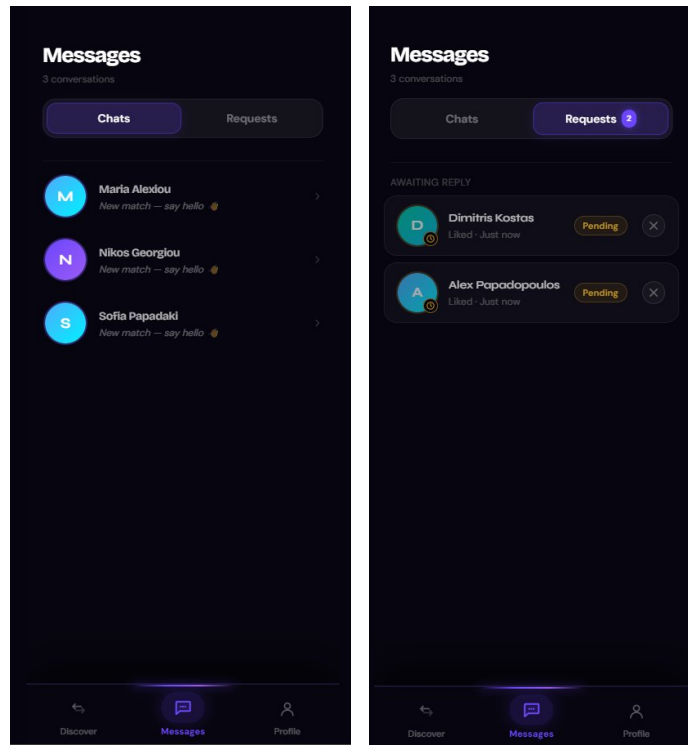 Messages
3 conversations
Chats
Requests
M
Maria Alexiou
New match — say hello 👋
N
Nikos Georgiou
New match — say hello 👋
S
Sofia Papadaki
New match — say hello 👋
Discover
Messages
Profile
Messages
3 conversations
Chats
Requests 2
AWAITING REPLY
D
Dimitris Kostas
Liked · Just now
Pending
A
Alex Papadopoulos
Liked · Just now
Pending
Discover
Messages
Profile